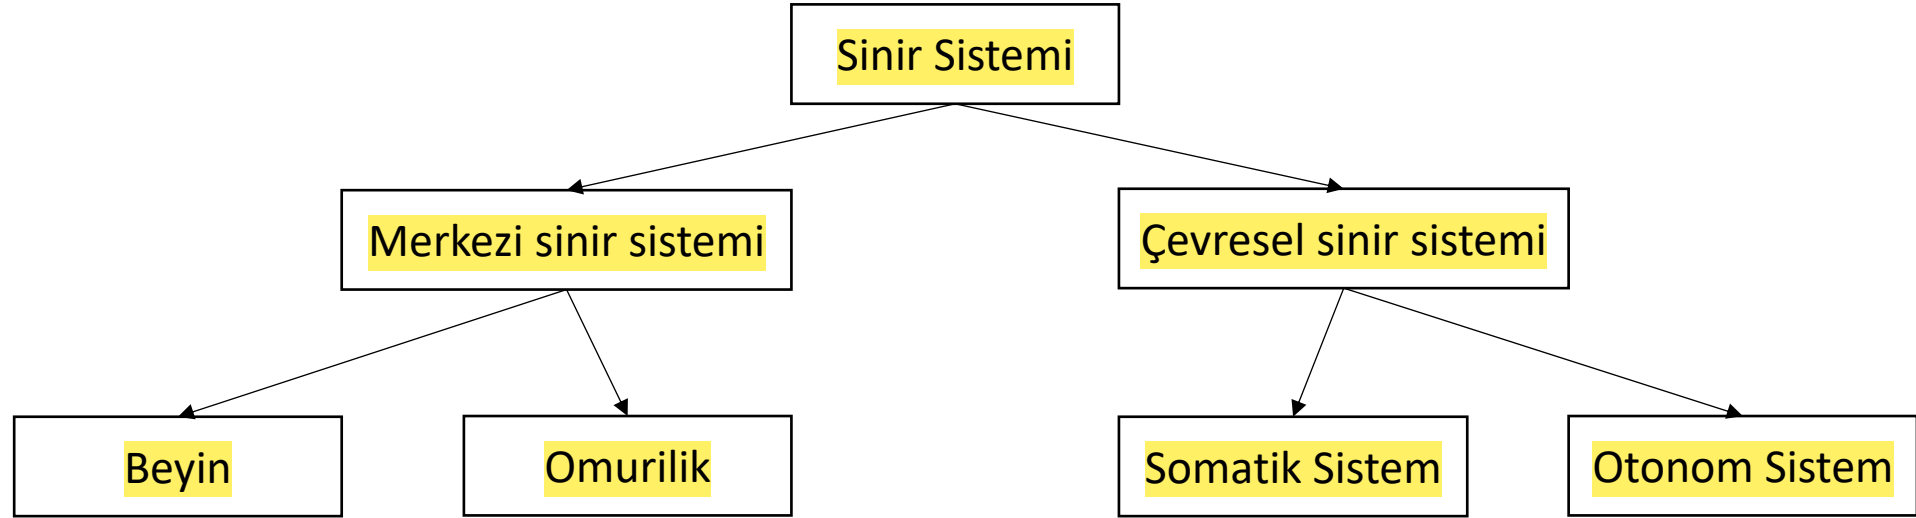 Sinir Sistemi
Merkezi sinir sistemi
Çevresel sinir sistemi
Beyin
Omurilik
Somatik Sistem
Otonom Sistem